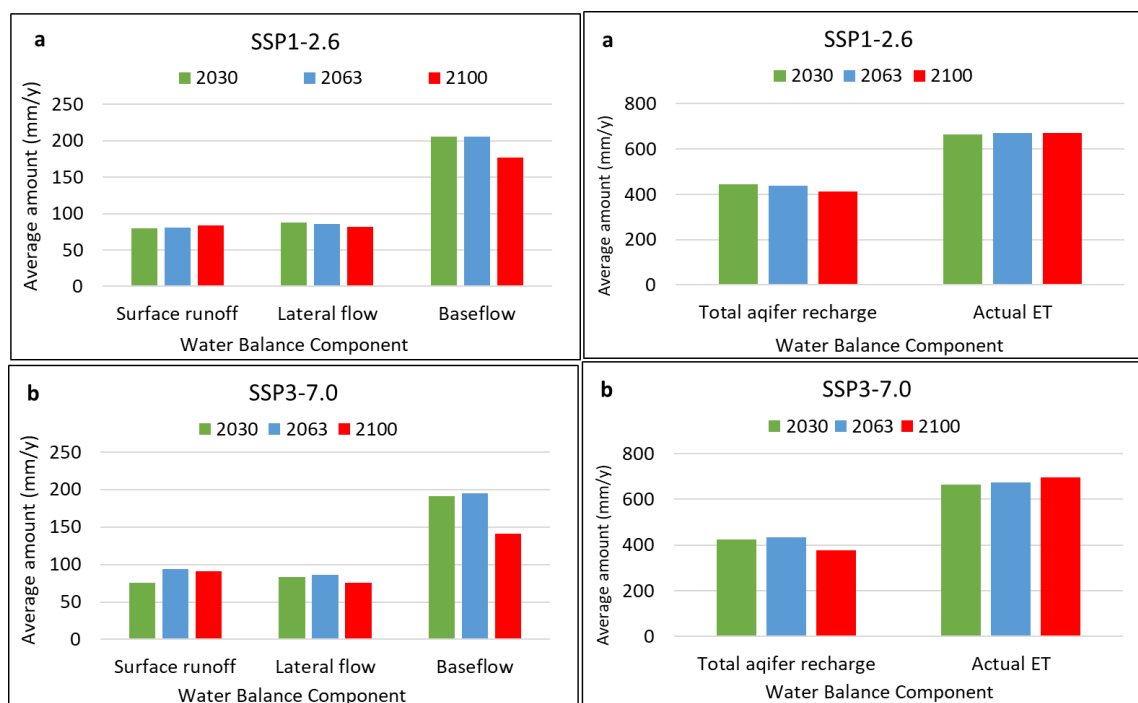 a
SSP1-2.6
2030 2063 2100
Average amount (mm/y)
250
200
150
100
50
0
Surface runoff Lateral flow Baseflow
Water Balance Component
a
SSP1-2.6
2030 2063 2100
Average amount (mm/y)
800
600
400
200
0
Total aqifer recharge Actual ET
Water Balance Component
b
SSP3-7.0
2030 2063 2100
Average amount (mm/y)
250
200
150
100
50
0
Surface runoff Lateral flow Baseflow
Water Balance Component
b
SSP3-7.0
2030 2063 2100
Average amount (mm/y)
800
600
400
200
0
Total aqifer recharge Actual ET
Water Balance Component